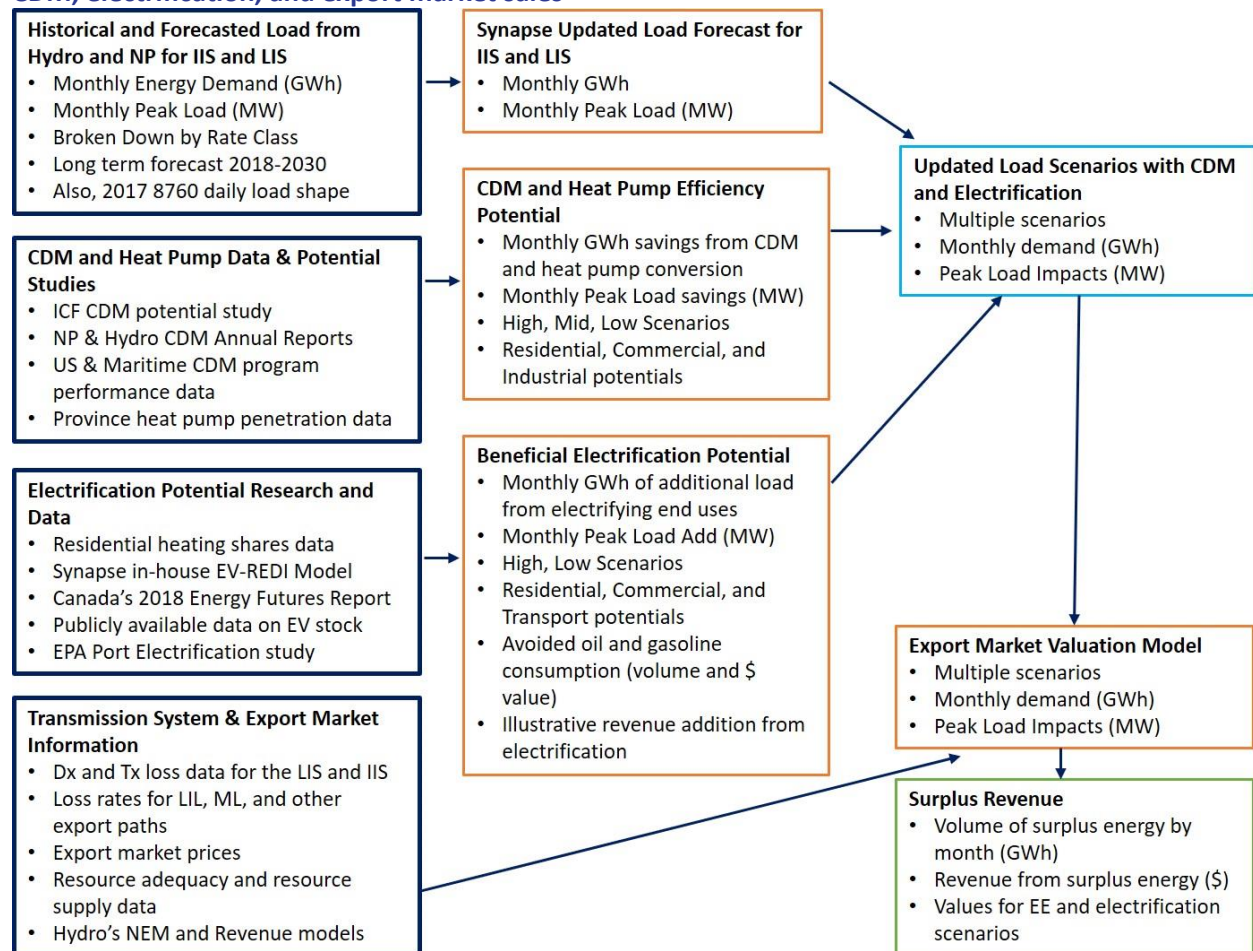 CDM, electrification, and export market sales
Historical and Forecasted Load from
Hydro and NP for IIS and LIS
• Monthly Energy Demand (GWh)
• Monthly Peak Load (MW)
• Broken Down by Rate Class
• Long term forecast 2018-2030
• Also, 2017 8760 daily load shape
CDM and Heat Pump Data & Potential
Studies
• ICF CDM potential study
• NP & Hydro CDM Annual Reports
• US & Maritime CDM program
performance data
• Province heat pump penetration data
Electrification Potential Research and
Data
• Residential heating shares data
• Synapse in-house EV-REDI Model
• Canada's 2018 Energy Futures Report
• Publicly available data on EV stock
• EPA Port Electrification study
Transmission System & Export Market
Information
• Dx and Tx loss data for the LIS and IIS
• Loss rates for LIL, ML, and other
export paths
• Export market prices
• Resource adequacy and resource
supply data
• Hydro's NEM and Revenue models
Synapse Updated Load Forecast for
IIS and LIS
• Monthly GWh
• Monthly Peak Load (MW)
CDM and Heat Pump Efficiency
Potential
• Monthly GWh savings from CDM
and heat pump conversion
• Monthly Peak Load savings (MW)
• High, Mid, Low Scenarios
• Residential, Commercial, and
Industrial potentials
Beneficial Electrification Potential
• Monthly GWh of additional load
from electrifying end uses
• Monthly Peak Load Add (MW)
• High, Low Scenarios
• Residential, Commercial, and
Transport potentials
• Avoided oil and gasoline
consumption (volume and $
value)
• Illustrative revenue addition from
electrification
Updated Load Scenarios with CDM
and Electrification
• Multiple scenarios
• Monthly demand (GWh)
• Peak Load Impacts (MW)
Export Market Valuation Model
• Multiple scenarios
• Monthly demand (GWh)
• Peak Load Impacts (MW)
Surplus Revenue
• Volume of surplus energy by
month (GWh)
• Revenue from surplus energy ($)
• Values for EE and electrification
scenarios